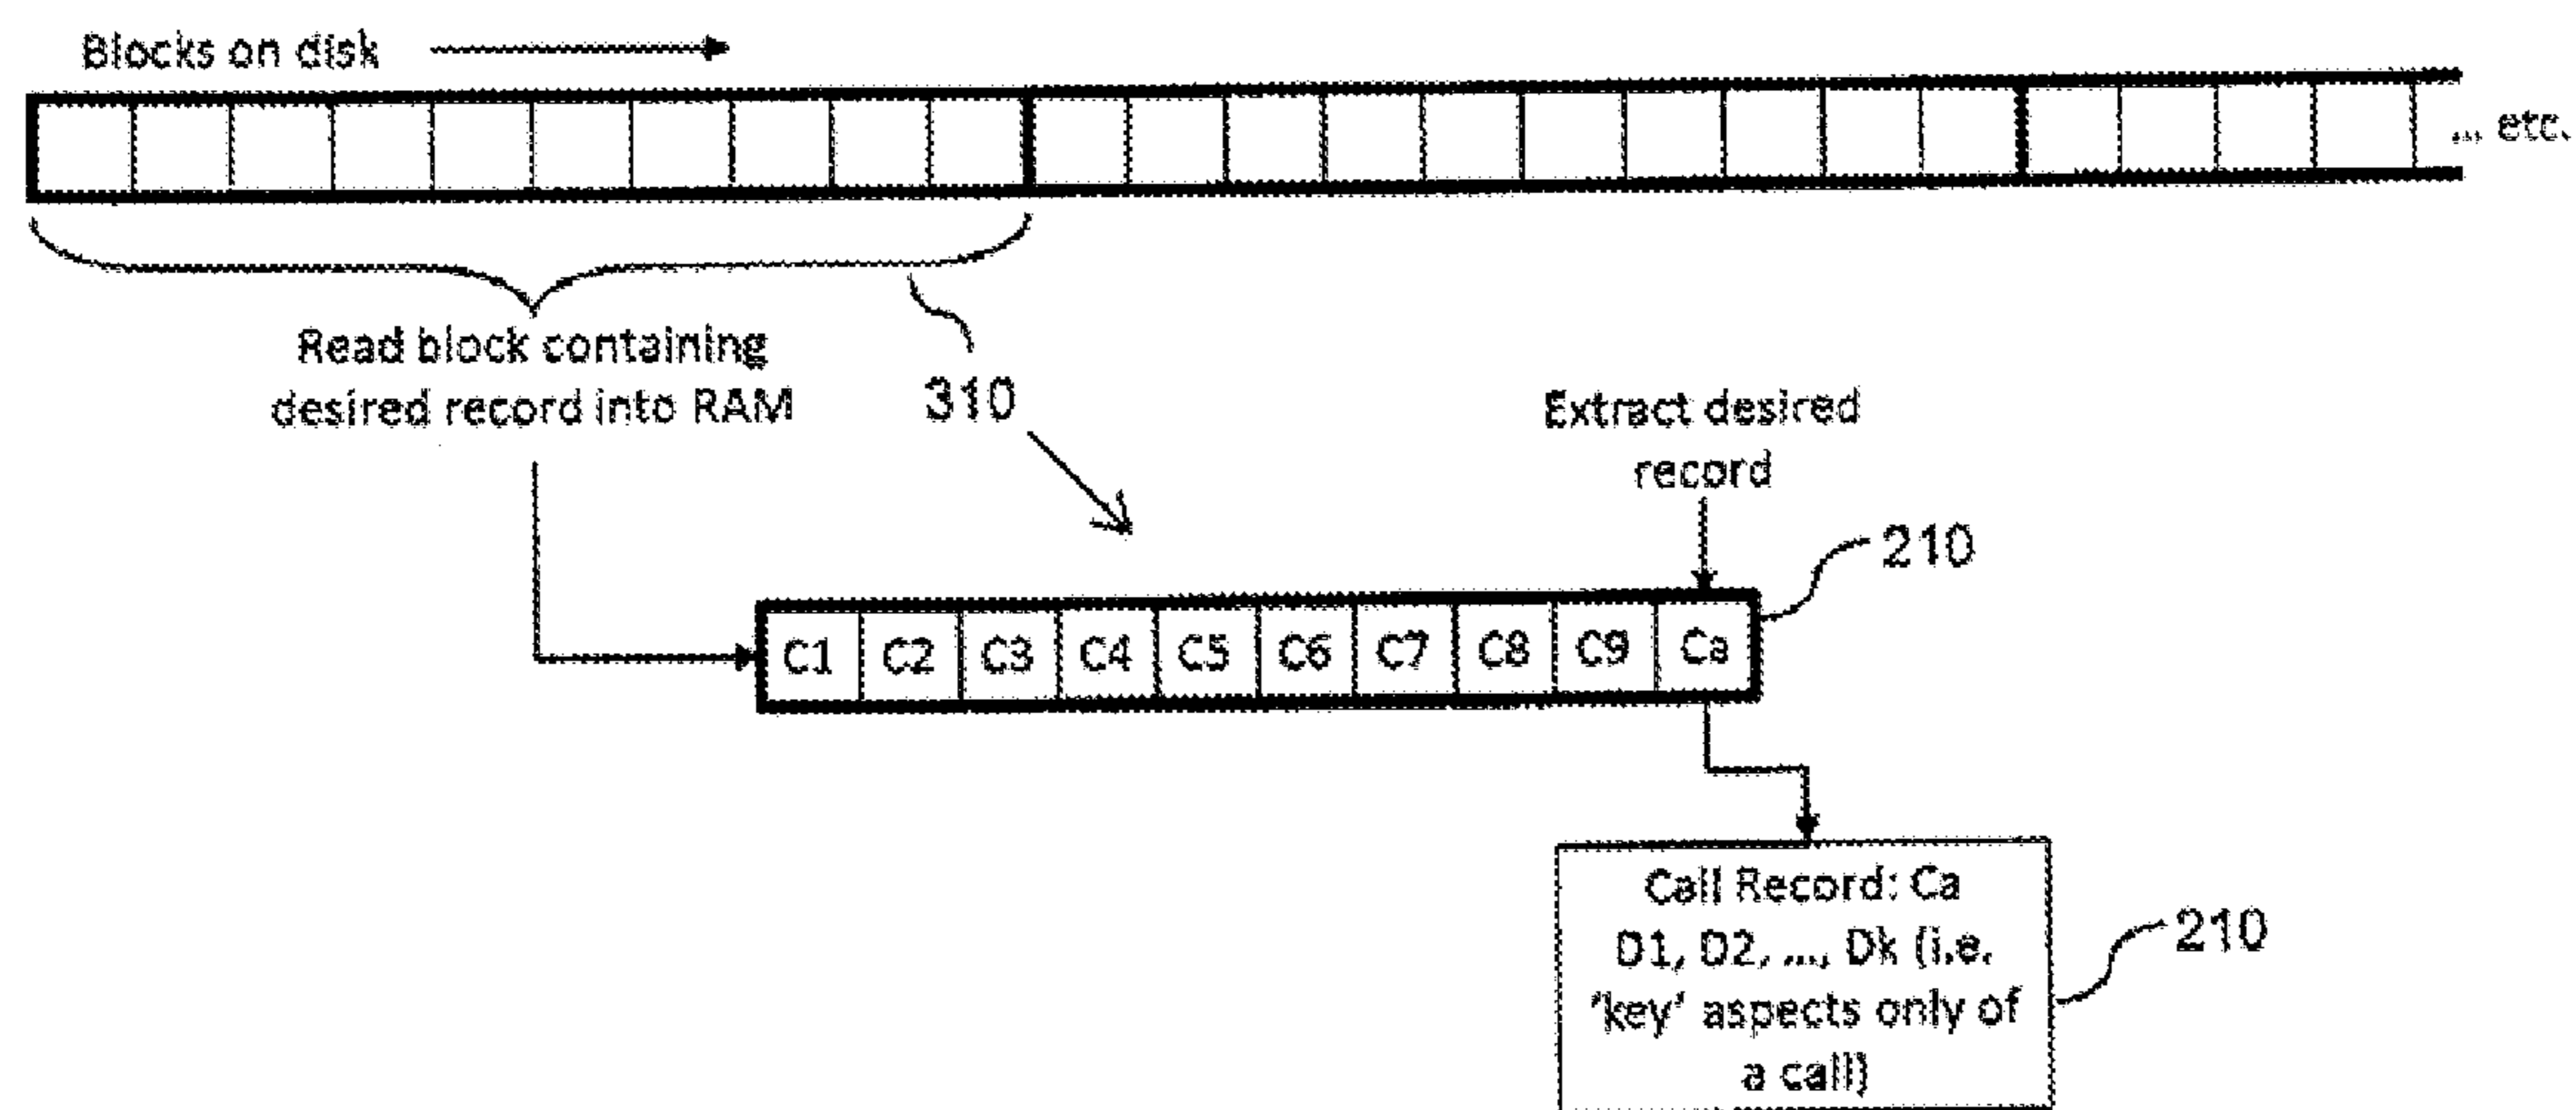 Blocks on disk
... etc.
Read block containing
desired record into RAM
310
Extract desired
record
210
C1 C2 C3 C4 C5 C6 C7 C8 C9 Ca
Call Record: Ca
D1, D2, ..., Dk (i.e.
'key' aspects only of
a call)
210